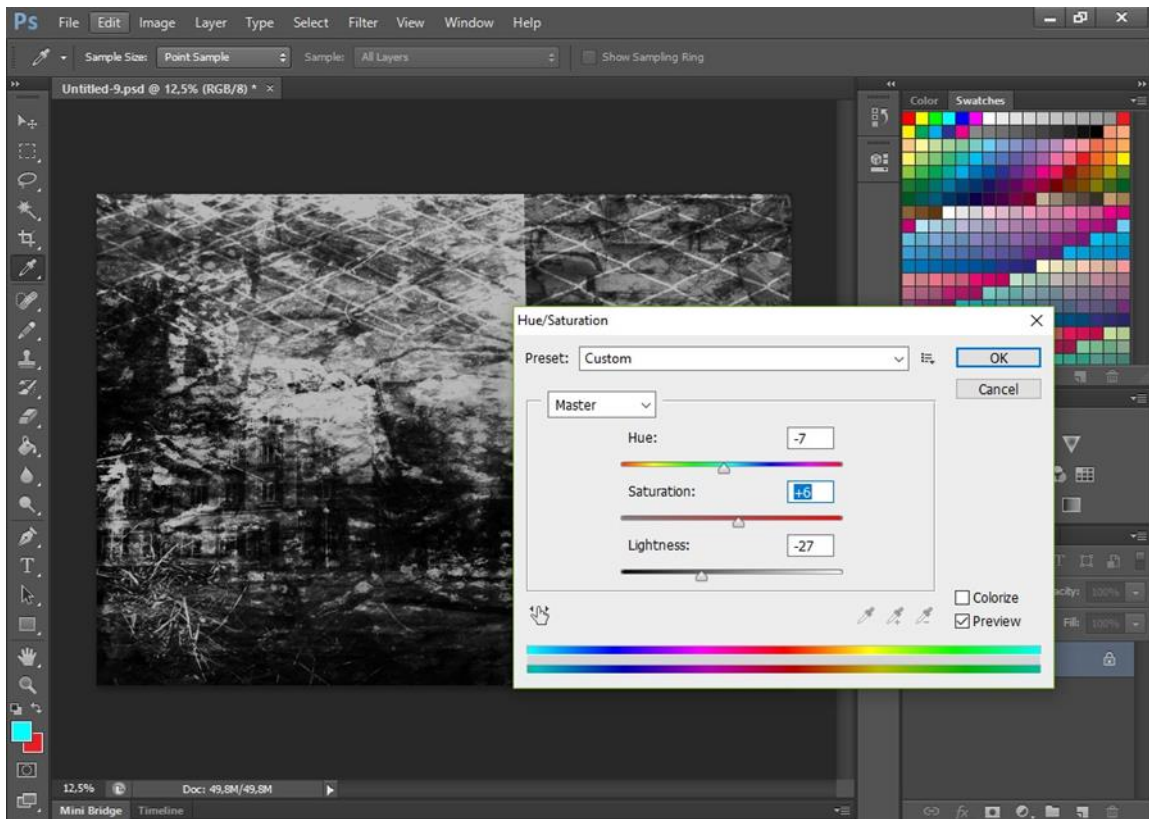 Ps File Edit Image Layer Type Select Filter View Window Help
Sample Size: Point Sample Sample: All Layers Show Sampling Ring
Untitled-9.psd @ 12,5% (RGB/8) * ×
Color Swatches
Hue/Saturation
Preset: Custom
OK
Cancel
Master
Hue: -7
Saturation: +6
Lightness: -27
Colorize
Preview
100%
Fill: 100%
12,5% Doc: 49,8M/49,8M
Mini Bridge Timeline